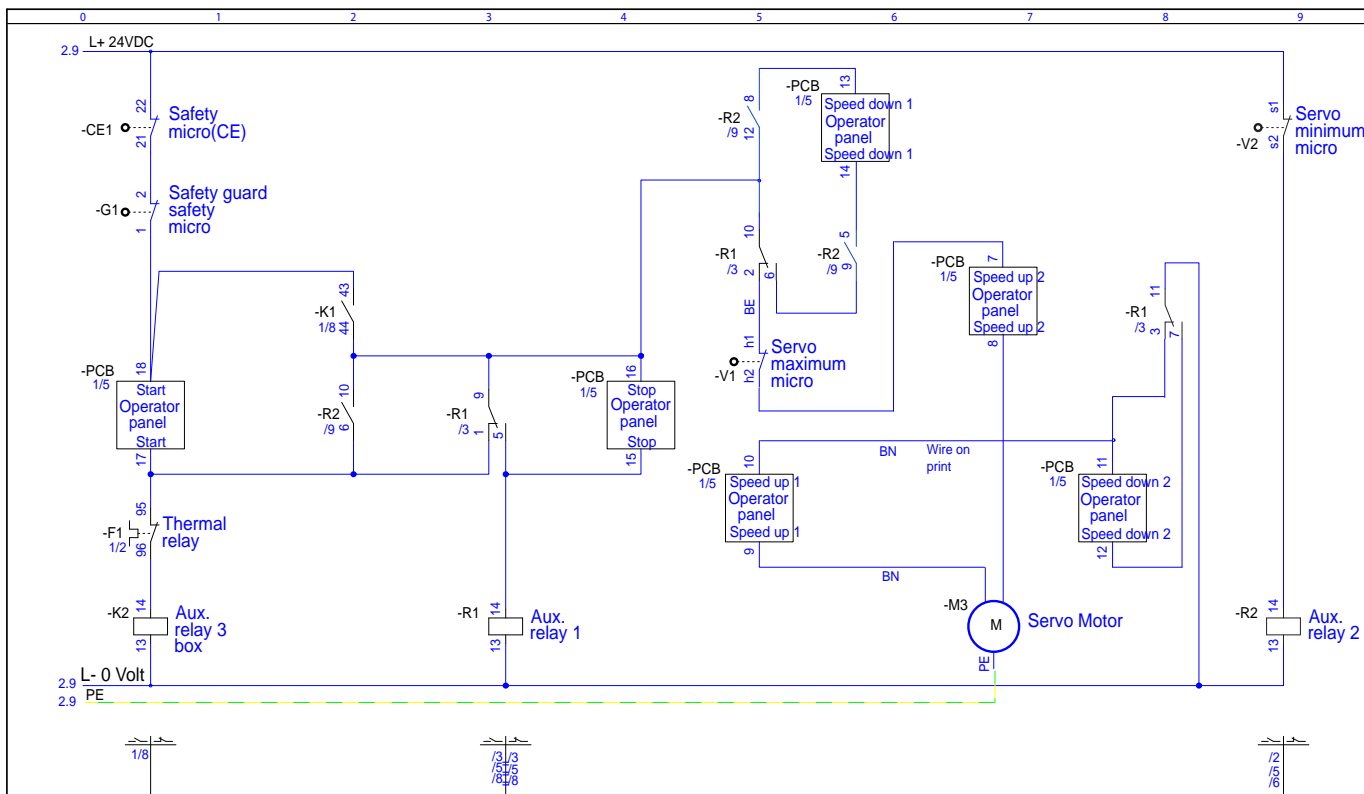 0 1 2 3 4 5 6 7 8 9
2.9 L+ 24VDC
-CE1
22
21
Safety
micro(CE)
-G1
2
1
Safety guard
safety
micro
-K1
1/8
43
44
-PCB
1/5
18
Start
Operator
panel
Start
17
-R2
/9
10
6
-R1
/3
9
1
5
-PCB
1/5
16
Stop
Operator
panel
Stop
15
-F1
1/2
95
96
Thermal
relay
-K2
14
13
Aux.
relay 3
box
-R1
14
13
Aux.
relay 1
-R2
/9
8
12
-PCB
1/5
13
Speed down 1
Operator
panel
Speed down 1
14
-R1
/3
10
2
6
BE
-R2
/9
5
9
-V1
h1
h2
Servo
maximum
micro
-PCB
1/5
7
Speed up 2
Operator
panel
Speed up 2
8
-R1
/3
11
3
7
BN
Wire on
print
-PCB
1/5
10
Speed up 1
Operator
panel
Speed up 1
9
BN
-PCB
1/5
11
Speed down 2
Operator
panel
Speed down 2
12
-M3
M
PE
Servo Motor
-V2
s1
s2
Servo
minimum
micro
-R2
14
13
Aux.
relay 2
2.9 L- 0 Volt
2.9 PE
1/8
/3 /3
/5 /5
/8 /8
/2
/5
/6